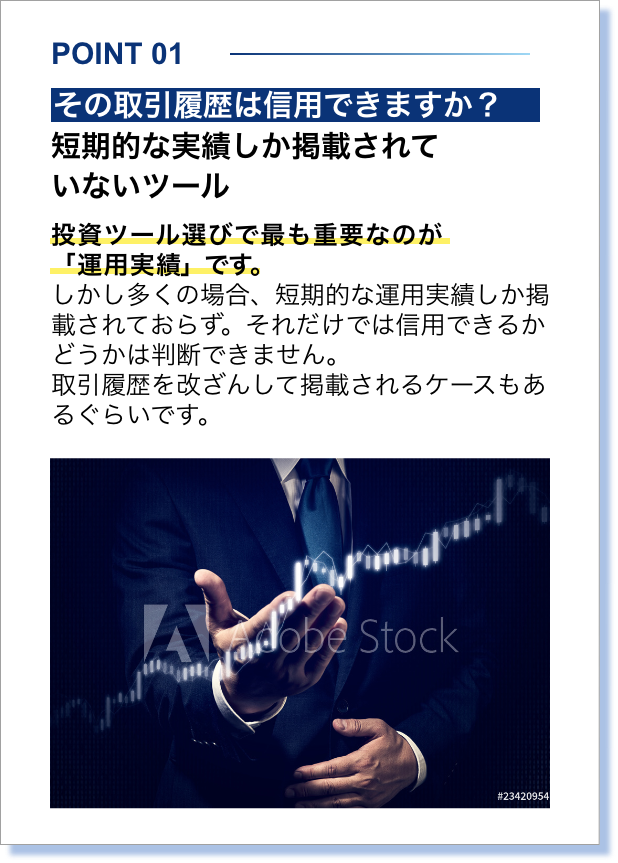 POINT 01
その取引履歴は信用できますか？
短期的な実績しか掲載されて
いないツール
投資ツール選びで最も重要なのが
「運用実績」です。
しかし多くの場合、短期的な運用実績しか掲
載されておらず。それだけでは信用できるか
どうかは判断できません。
取引履歴を改ざんして掲載されるケースもあ
るぐらいです。
Adobe Stock
#23420954